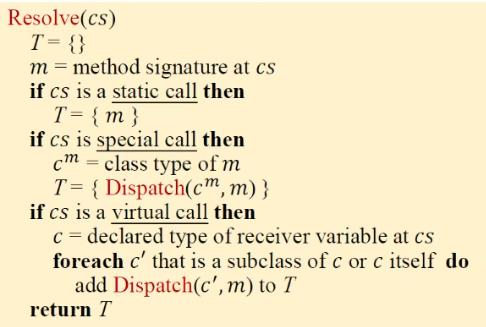 Resolve(cs)
T = {}
m = method signature at cs
if cs is a static call then
T = { m }
if cs is special call then
cᵐ = class type of m
T = { Dispatch(cᵐ, m) }
if cs is a virtual call then
c = declared type of receiver variable at cs
foreach c′ that is a subclass of c or c itself do
add Dispatch(c′, m) to T
return T